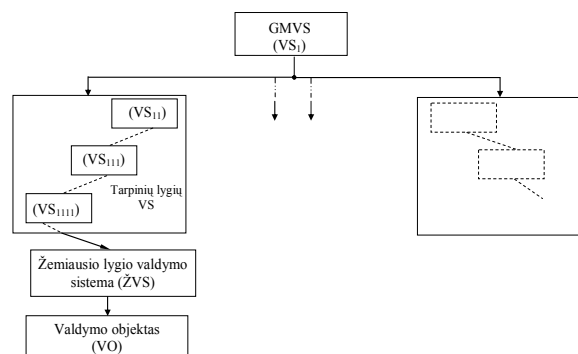 GMVS
(VS₁)
(VS₁₁)
(VS₁₁₁)
(VS₁₁₁₁)
Tarpinių lygių
VS
Žemiausio lygio valdymo
sistema (ŽVS)
Valdymo objektas
(VO)